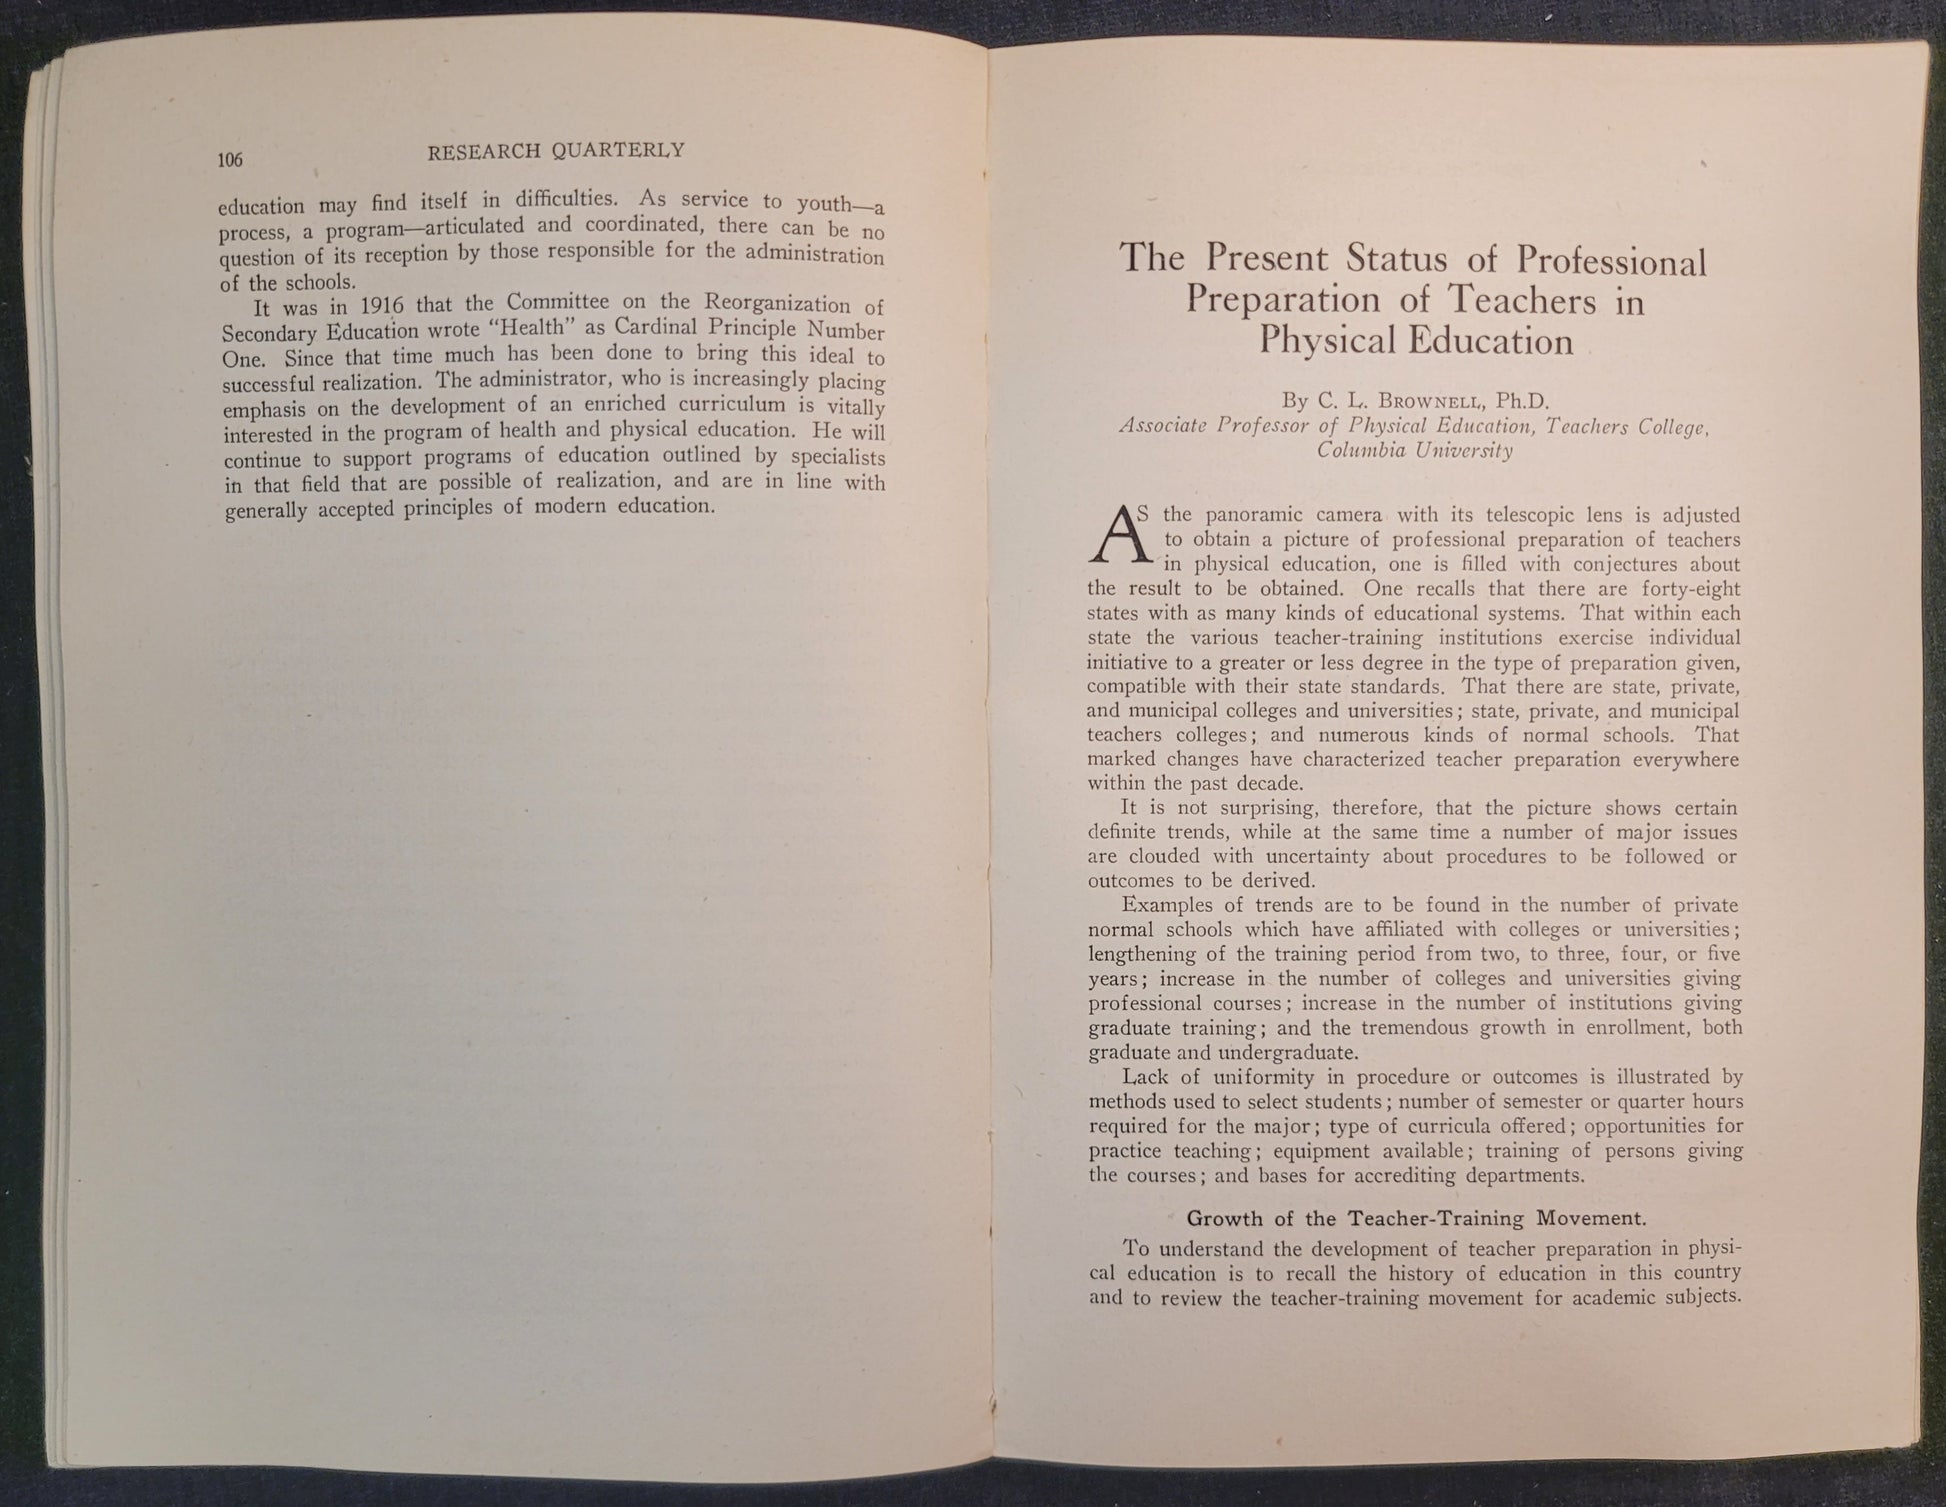 106
RESEARCH QUARTERLY
education may find itself in difficulties. As service to youth—a
process, a program—articulated and coordinated, there can be no
question of its reception by those responsible for the administration
of the schools.
It was in 1916 that the Committee on the Reorganization of
Secondary Education wrote "Health" as Cardinal Principle Number
One. Since that time much has been done to bring this ideal to
successful realization. The administrator, who is increasingly placing
emphasis on the development of an enriched curriculum is vitally
interested in the program of health and physical education. He will
continue to support programs of education outlined by specialists
in that field that are possible of realization, and are in line with
generally accepted principles of modern education.
The Present Status of Professional
Preparation of Teachers in
Physical Education
By C. L. BROWNELL, Ph.D.
Associate Professor of Physical Education, Teachers College,
Columbia University
AS the panoramic camera with its telescopic lens is adjusted
to obtain a picture of professional preparation of teachers
in physical education, one is filled with conjectures about
the result to be obtained. One recalls that there are forty-eight
states with as many kinds of educational systems. That within each
state the various teacher-training institutions exercise individual
initiative to a greater or less degree in the type of preparation given,
compatible with their state standards. That there are state, private,
and municipal colleges and universities; state, private, and municipal
teachers colleges; and numerous kinds of normal schools. That
marked changes have characterized teacher preparation everywhere
within the past decade.
It is not surprising, therefore, that the picture shows certain
definite trends, while at the same time a number of major issues
are clouded with uncertainty about procedures to be followed or
outcomes to be derived.
Examples of trends are to be found in the number of private
normal schools which have affiliated with colleges or universities;
lengthening of the training period from two, to three, four, or five
years; increase in the number of colleges and universities giving
professional courses; increase in the number of institutions giving
graduate training; and the tremendous growth in enrollment, both
graduate and undergraduate.
Lack of uniformity in procedure or outcomes is illustrated by
methods used to select students; number of semester or quarter hours
required for the major; type of curricula offered; opportunities for
practice teaching; equipment available; training of persons giving
the courses; and bases for accrediting departments.
Growth of the Teacher-Training Movement.
To understand the development of teacher preparation in physi-
cal education is to recall the history of education in this country
and to review the teacher-training movement for academic subjects.